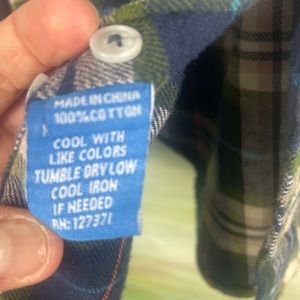 MADE IN CHINA
100% COTTON
COOL WITH
LIKE COLORS
TUMBLE DRY LOW
COOL IRON
IF NEEDED
RN: 127371